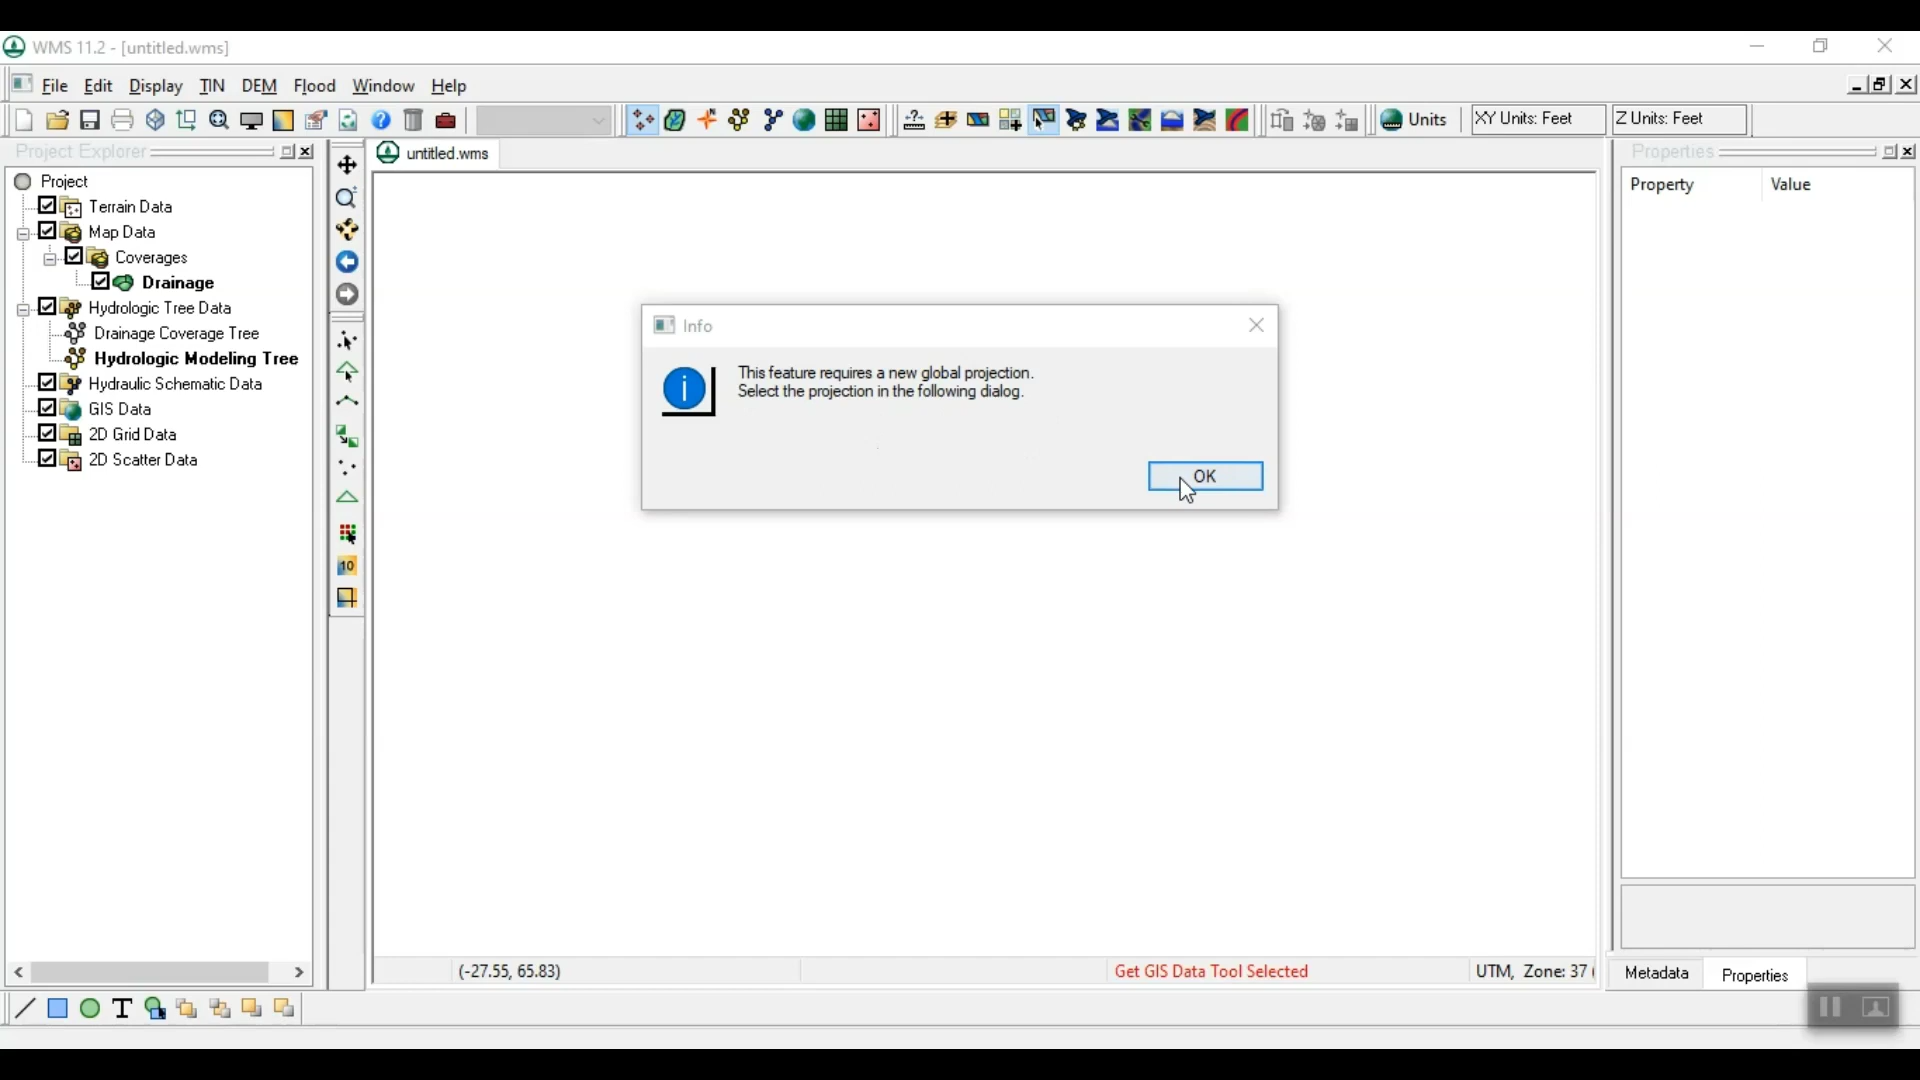 WMS 11.2 - [untitled.wms]
File Edit Display TIN DEM Flood Window Help
Units XY Units: Feet Z Units: Feet
Project Explorer
untitled.wms
Properties
Project
Terrain Data
Map Data
Coverages
Drainage
Hydrologic Tree Data
Drainage Coverage Tree
Hydrologic Modeling Tree
Hydraulic Schematic Data
GIS Data
2D Grid Data
2D Scatter Data
10
Info
This feature requires a new global projection.
Select the projection in the following dialog.
OK
Property Value
(-27.55, 65.83) Get GIS Data Tool Selected UTM, Zone: 37 (
Metadata Properties